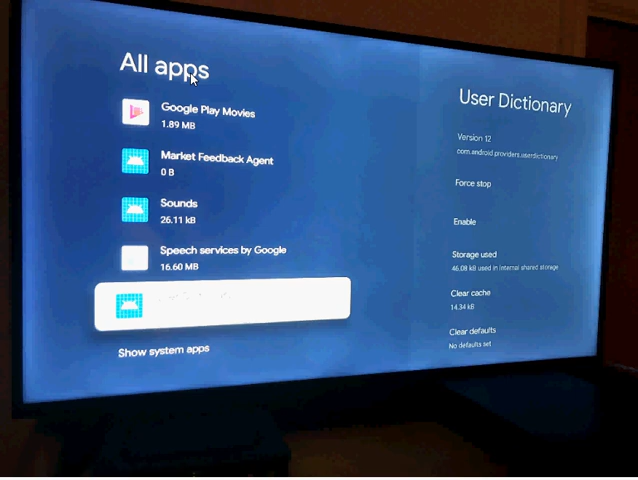 All apps
Google Play Movies
1.89 MB
Market Feedback Agent
0 B
Sounds
26.11 kB
Speech services by Google
16.60 MB
Show system apps
User Dictionary
Version 12
com.android.providers.userdictionary
Force stop
Enable
Storage used
46.08 kB used in Internal shared storage
Clear cache
14.34 kB
Clear defaults
No defaults set